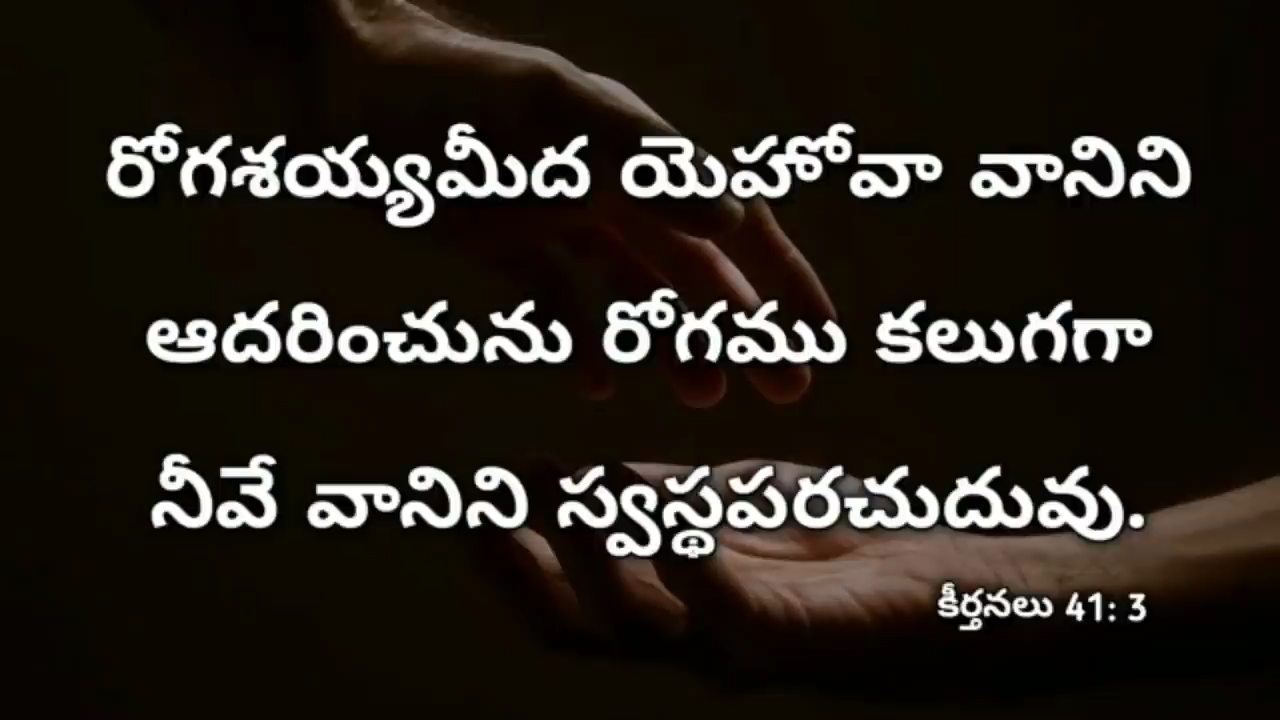 రోగశయ్యమీద యెహోవా వానిని
ఆదరించును రోగము కలుగగా
నీవే వానిని స్వస్థపరచుదువు.
కీర్తనలు 41: 3